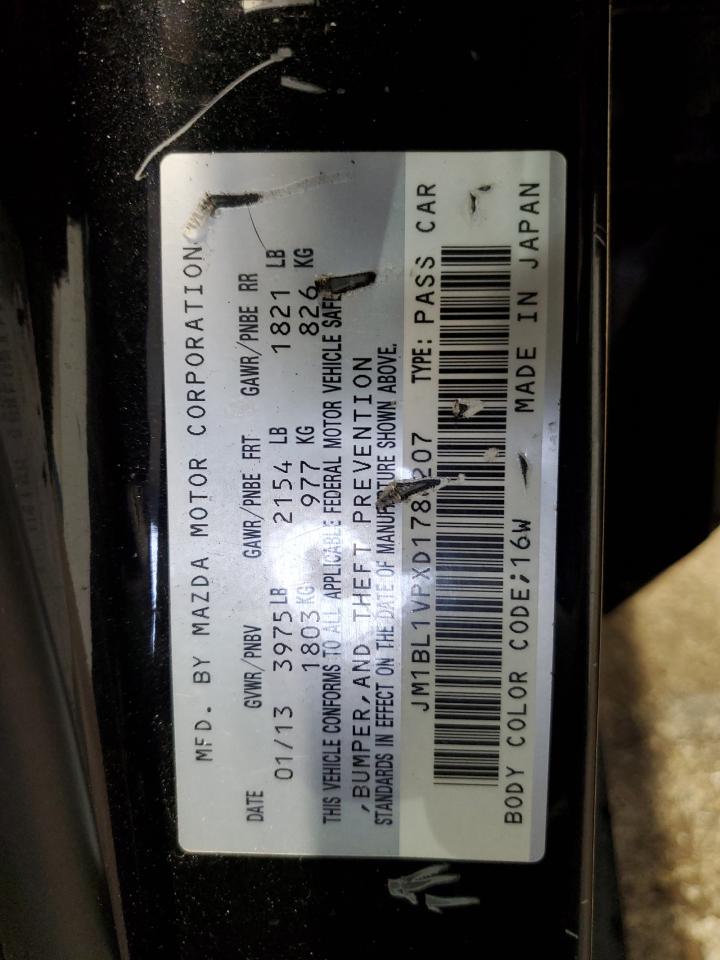 MFD. BY MAZDA MOTOR CORPORATION
DATE GVWR/PNBV GAWR/PNBE FRT GAWR/PNBE RR
01/13 3975 LB 2154 LB 1821 LB
1803 KG 977 KG 826 KG
THIS VEHICLE CONFORMS TO ALL APPLICABLE FEDERAL MOTOR VEHICLE
,BUMPER,AND THEFT PREVENTION
STANDARDS IN EFFECT ON THE DATE OF MANUFACTURE SHOWN ABOVE.
TYPE: PASS CAR
BODY COLOR CODE;16W MADE IN JAPAN